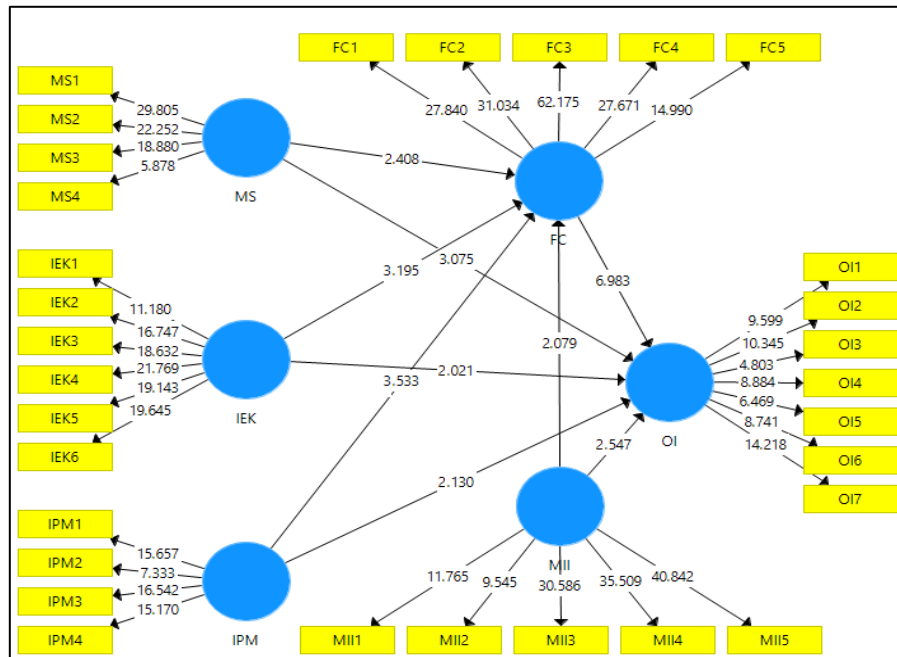 FC1 FC2 FC3 FC4 FC5
MS1
MS2
MS3
MS4
29.805
22.252
18.880
5.878
MS
27.840
31.034
62.175
27.671
14.990
FC
2.408
3.075
3.195
3.533
2.079
6.983
2.021
2.130
2.547
IEK1
IEK2
IEK3
IEK4
IEK5
IEK6
11.180
16.747
18.632
21.769
19.143
19.645
IEK
OI
9.599
10.345
4.803
8.884
6.469
8.741
14.218
OI1
OI2
OI3
OI4
OI5
OI6
OI7
IPM1
IPM2
IPM3
IPM4
15.657
7.333
16.542
15.170
IPM
MII
11.765
9.545
30.586
35.509
40.842
MII1 MII2 MII3 MII4 MII5